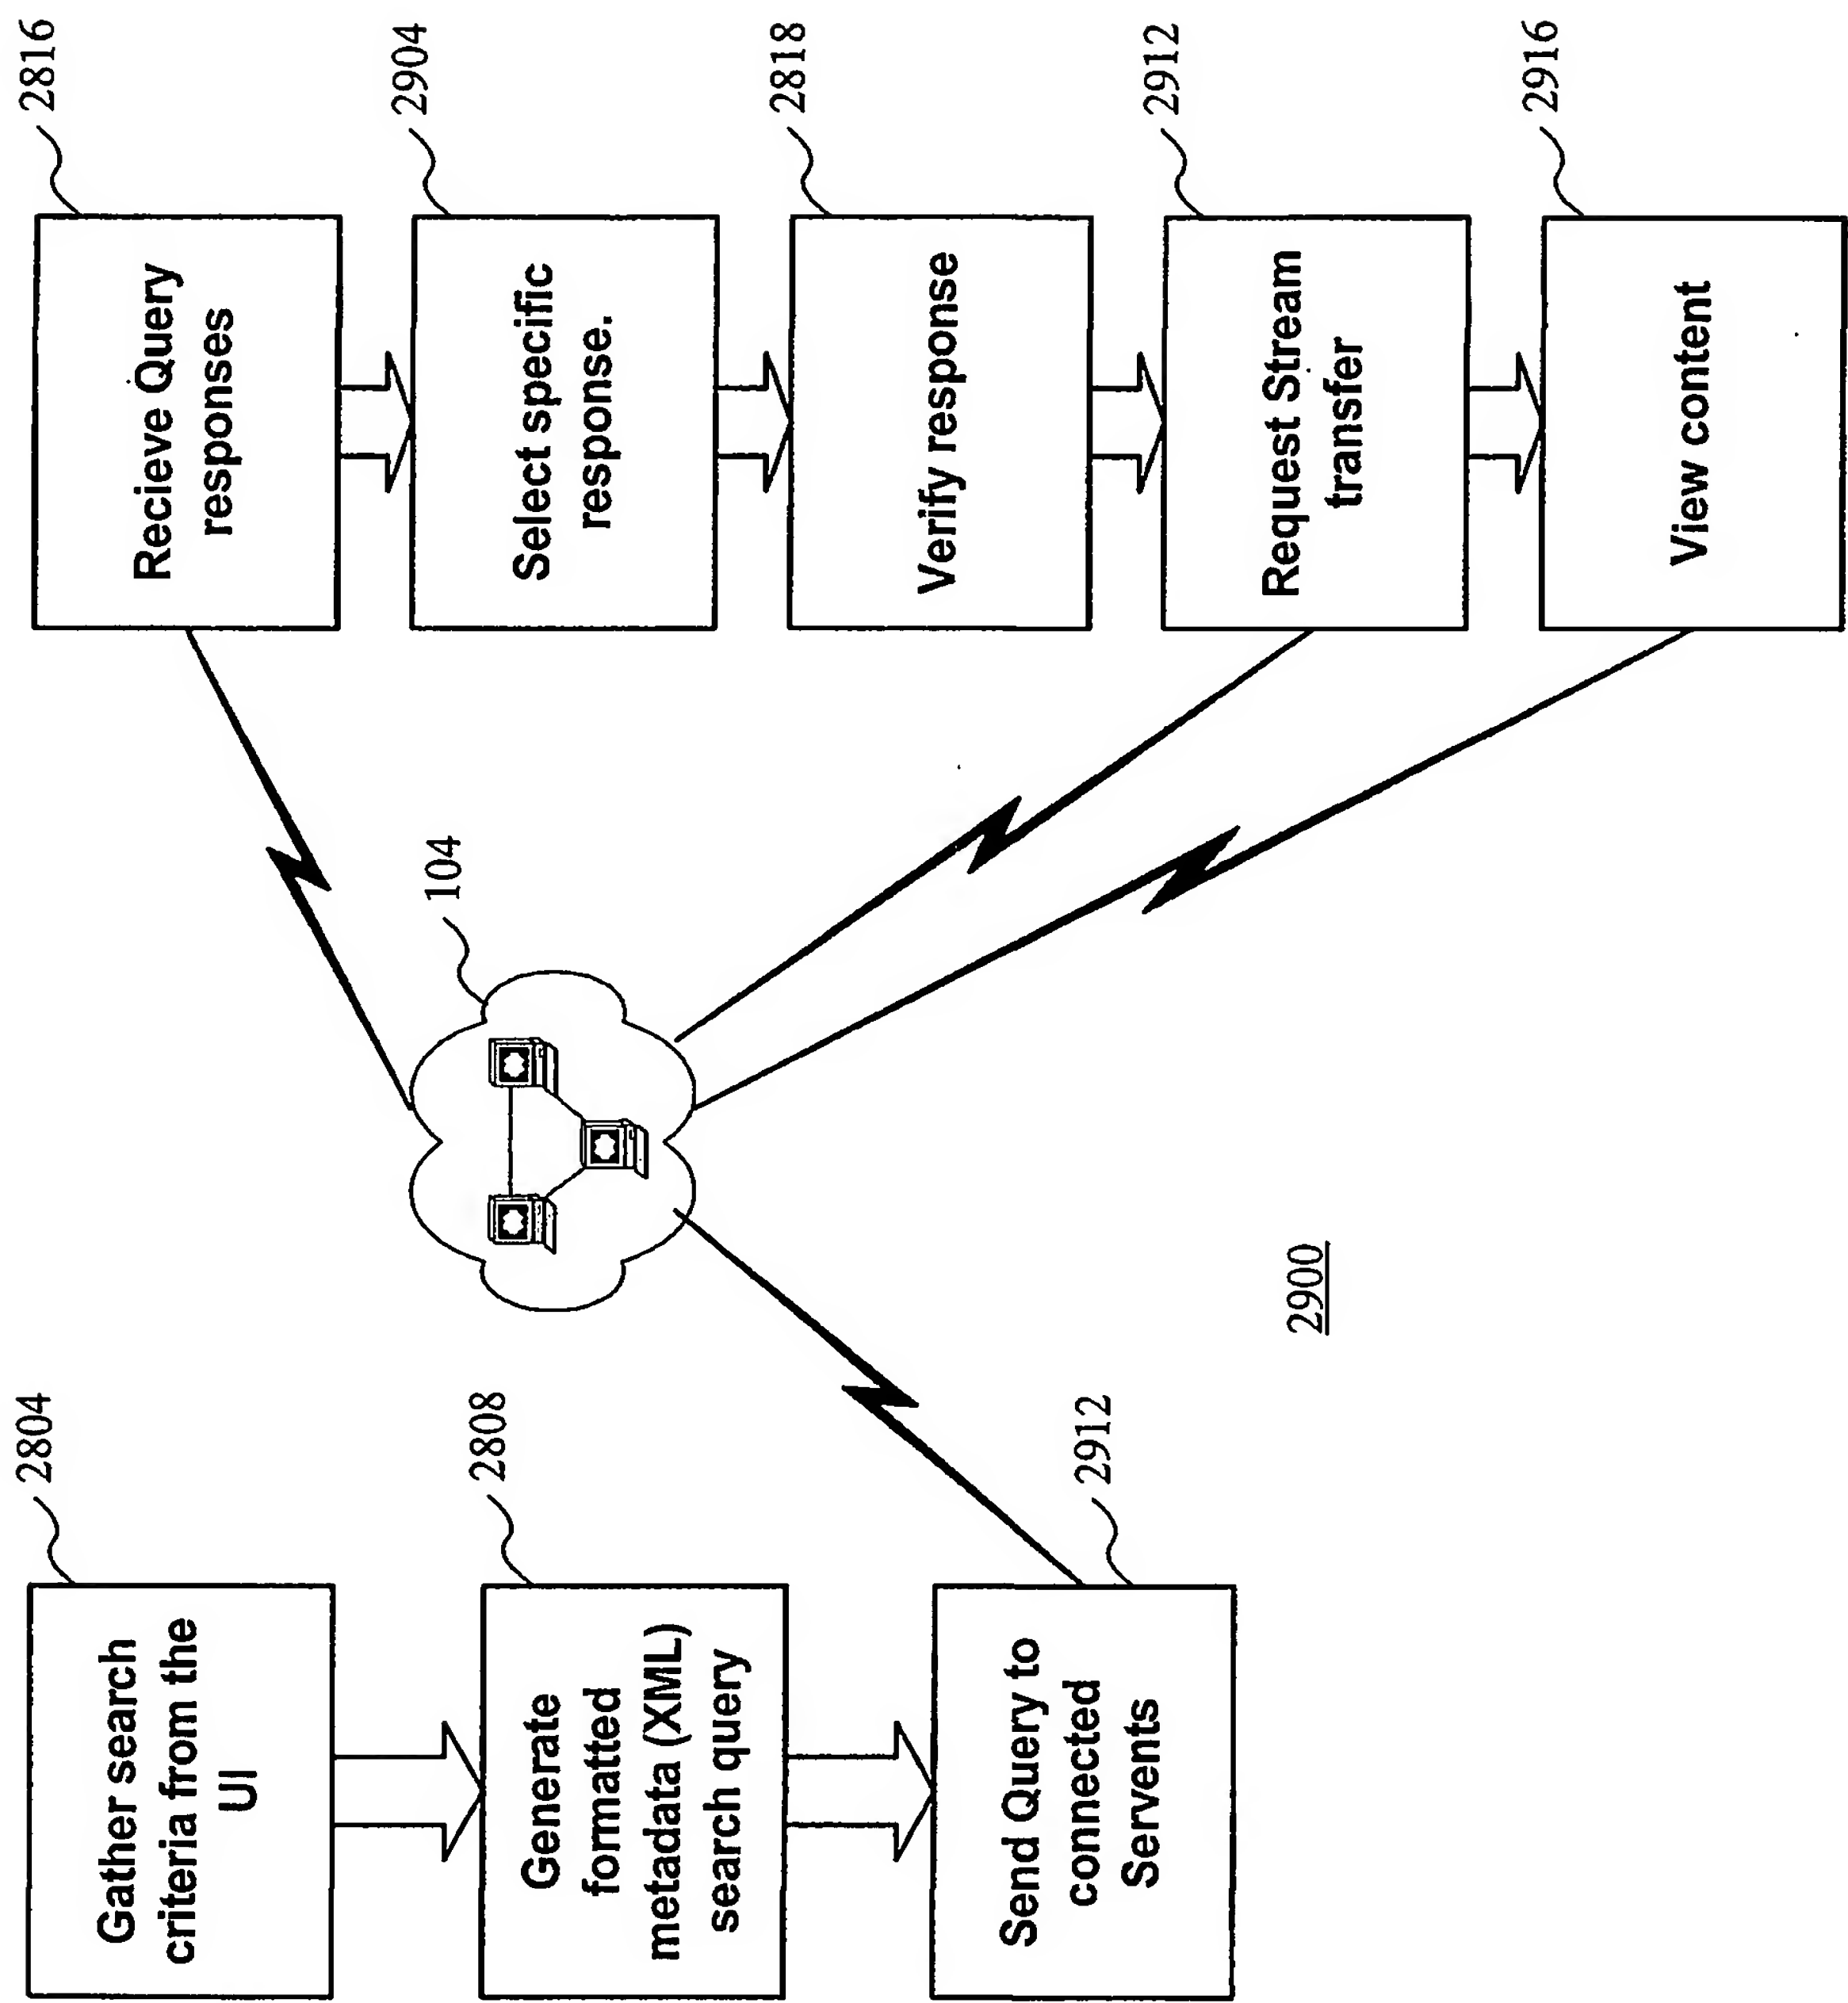 2804
Gather search
criteria from the
UI
2808
Generate
formatted
metadata (XML)
search query
2912
Send Query to
connected
Servents
104
2900
2816
Recieve Query
responses
2904
Select specific
response.
2818
Verify response
2912
Request Stream
transfer
2916
View content